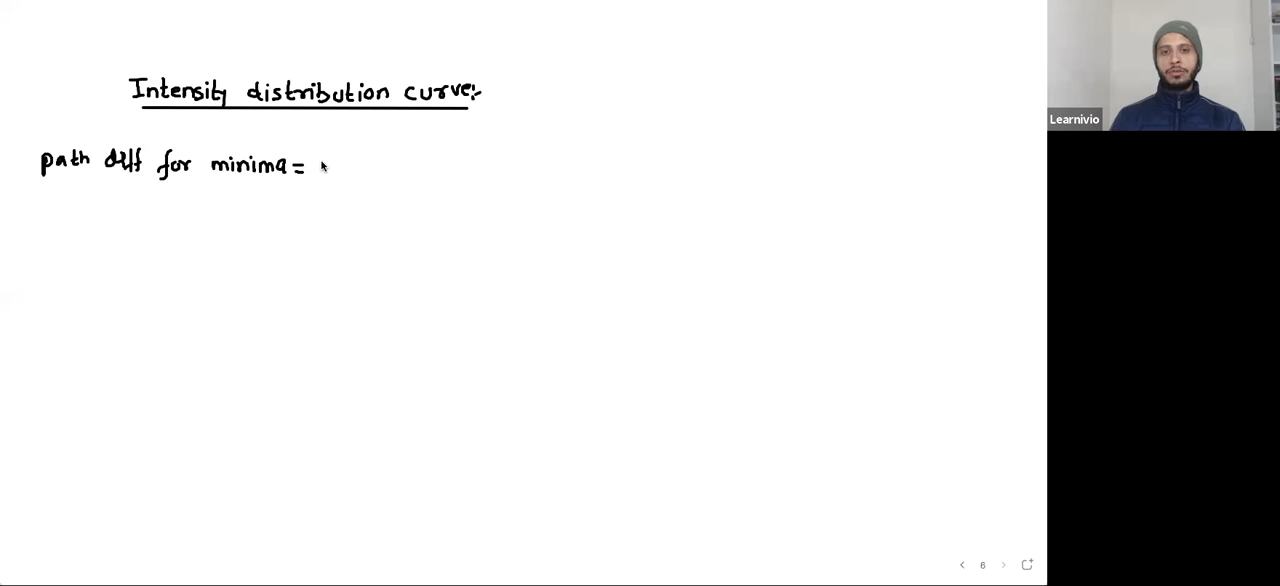 Intensity distribution curve:-
path diff for minima =
Learnivio
6